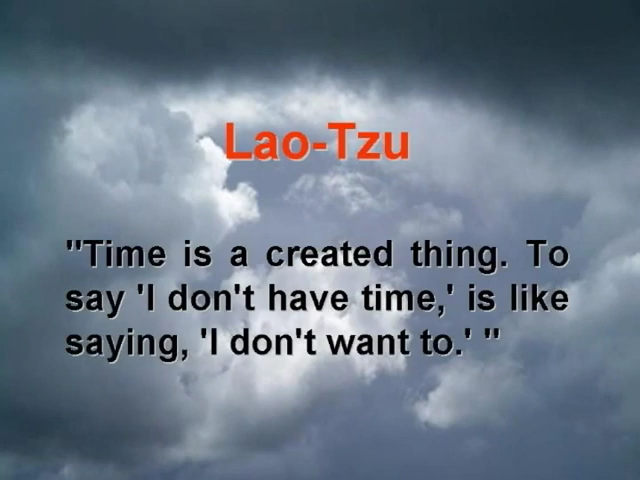 Lao-Tzu
"Time is a created thing. To
say 'I don't have time,' is like
saying, 'I don't want to.' "